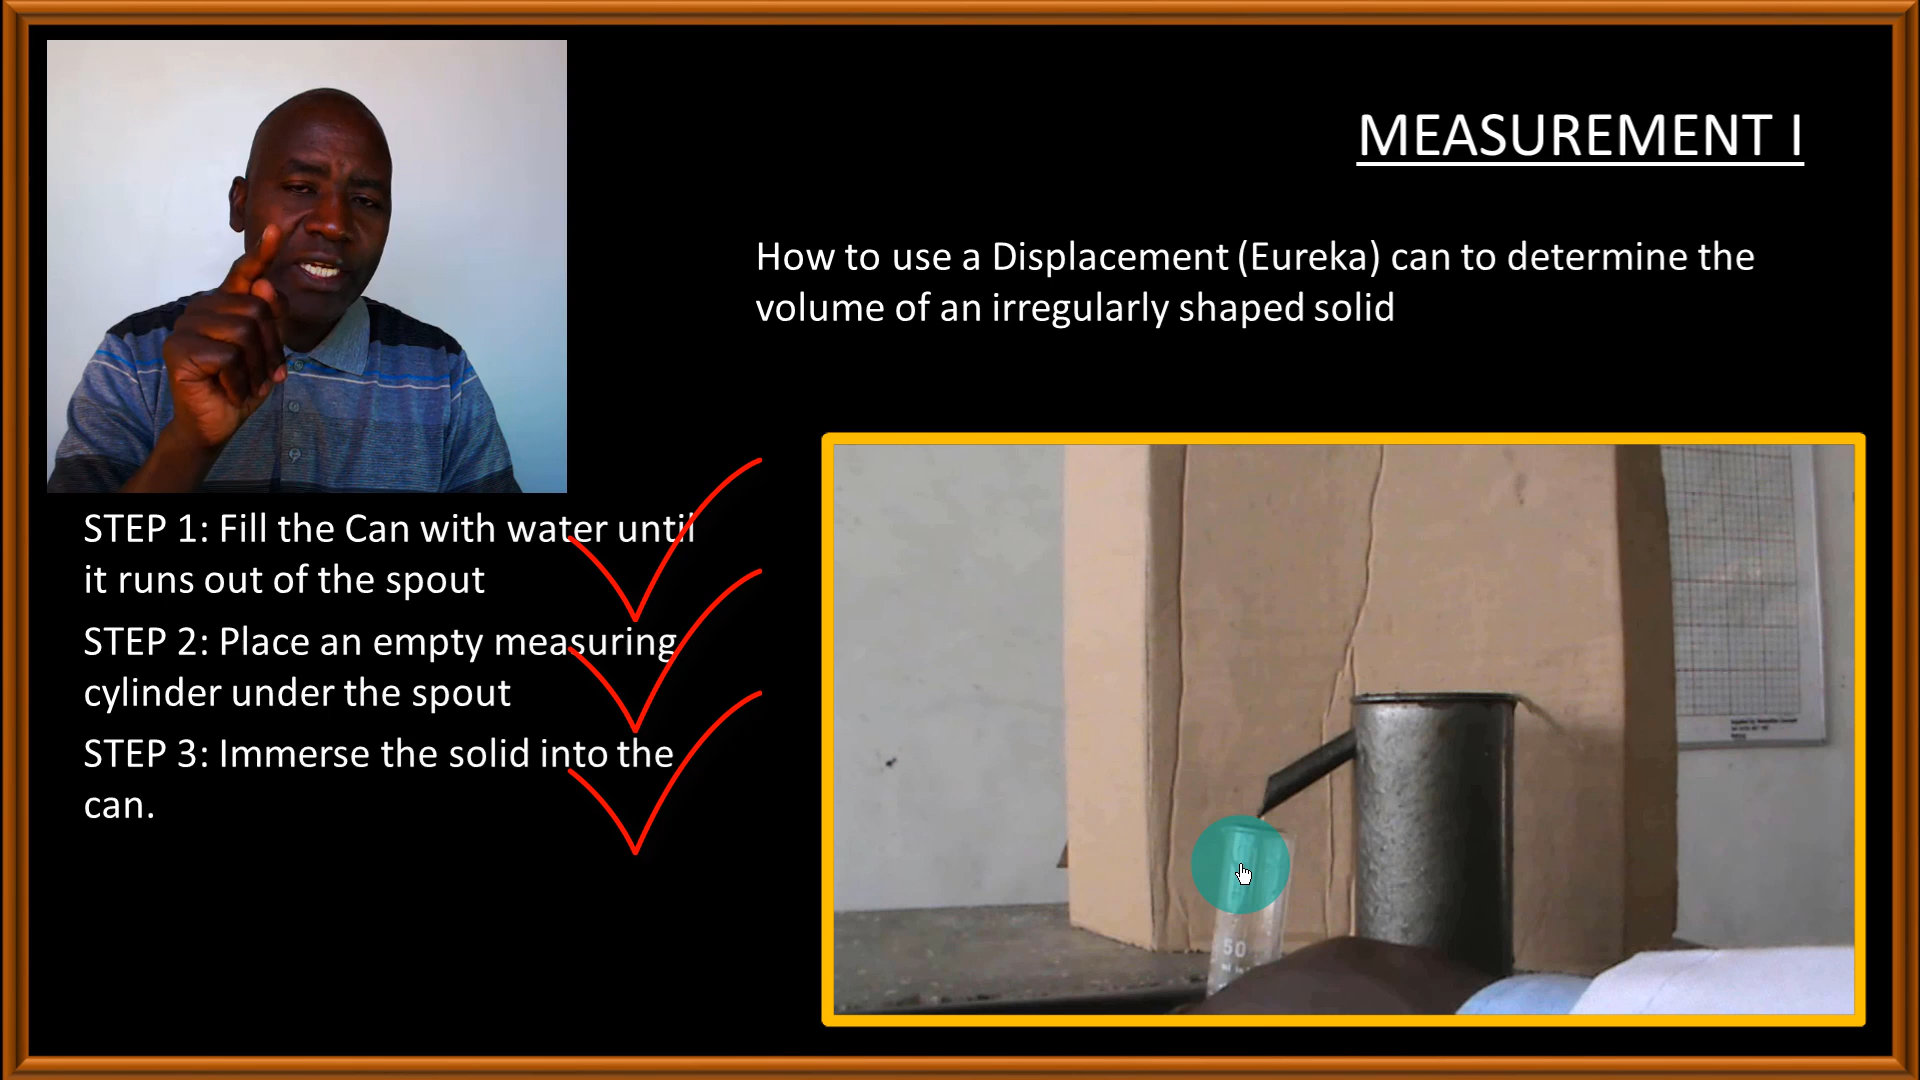 MEASUREMENT I
How to use a Displacement (Eureka) can to determine the
volume of an irregularly shaped solid
STEP 1: Fill the Can with water until
it runs out of the spout
STEP 2: Place an empty measuring
cylinder under the spout
STEP 3: Immerse the solid into the
can.
50